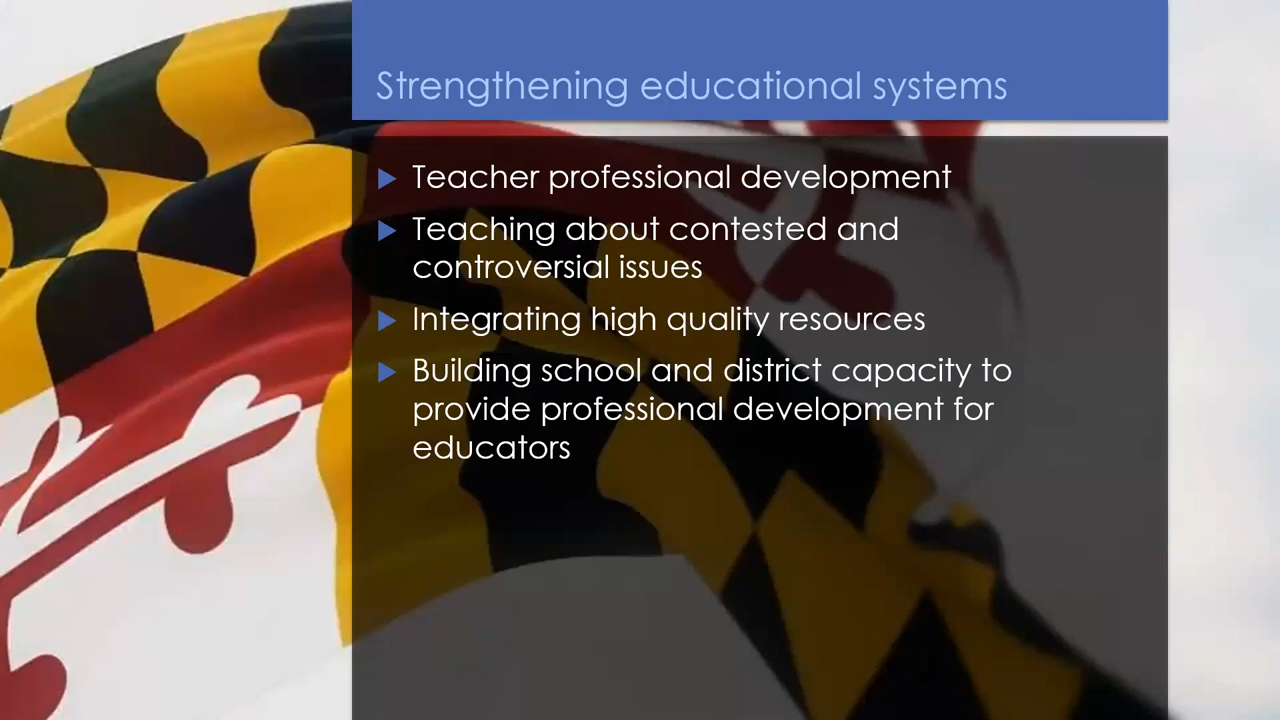 Strengthening educational systems
Teacher professional development
Teaching about contested and
controversial issues
Integrating high quality resources
Building school and district capacity to
provide professional development for
educators